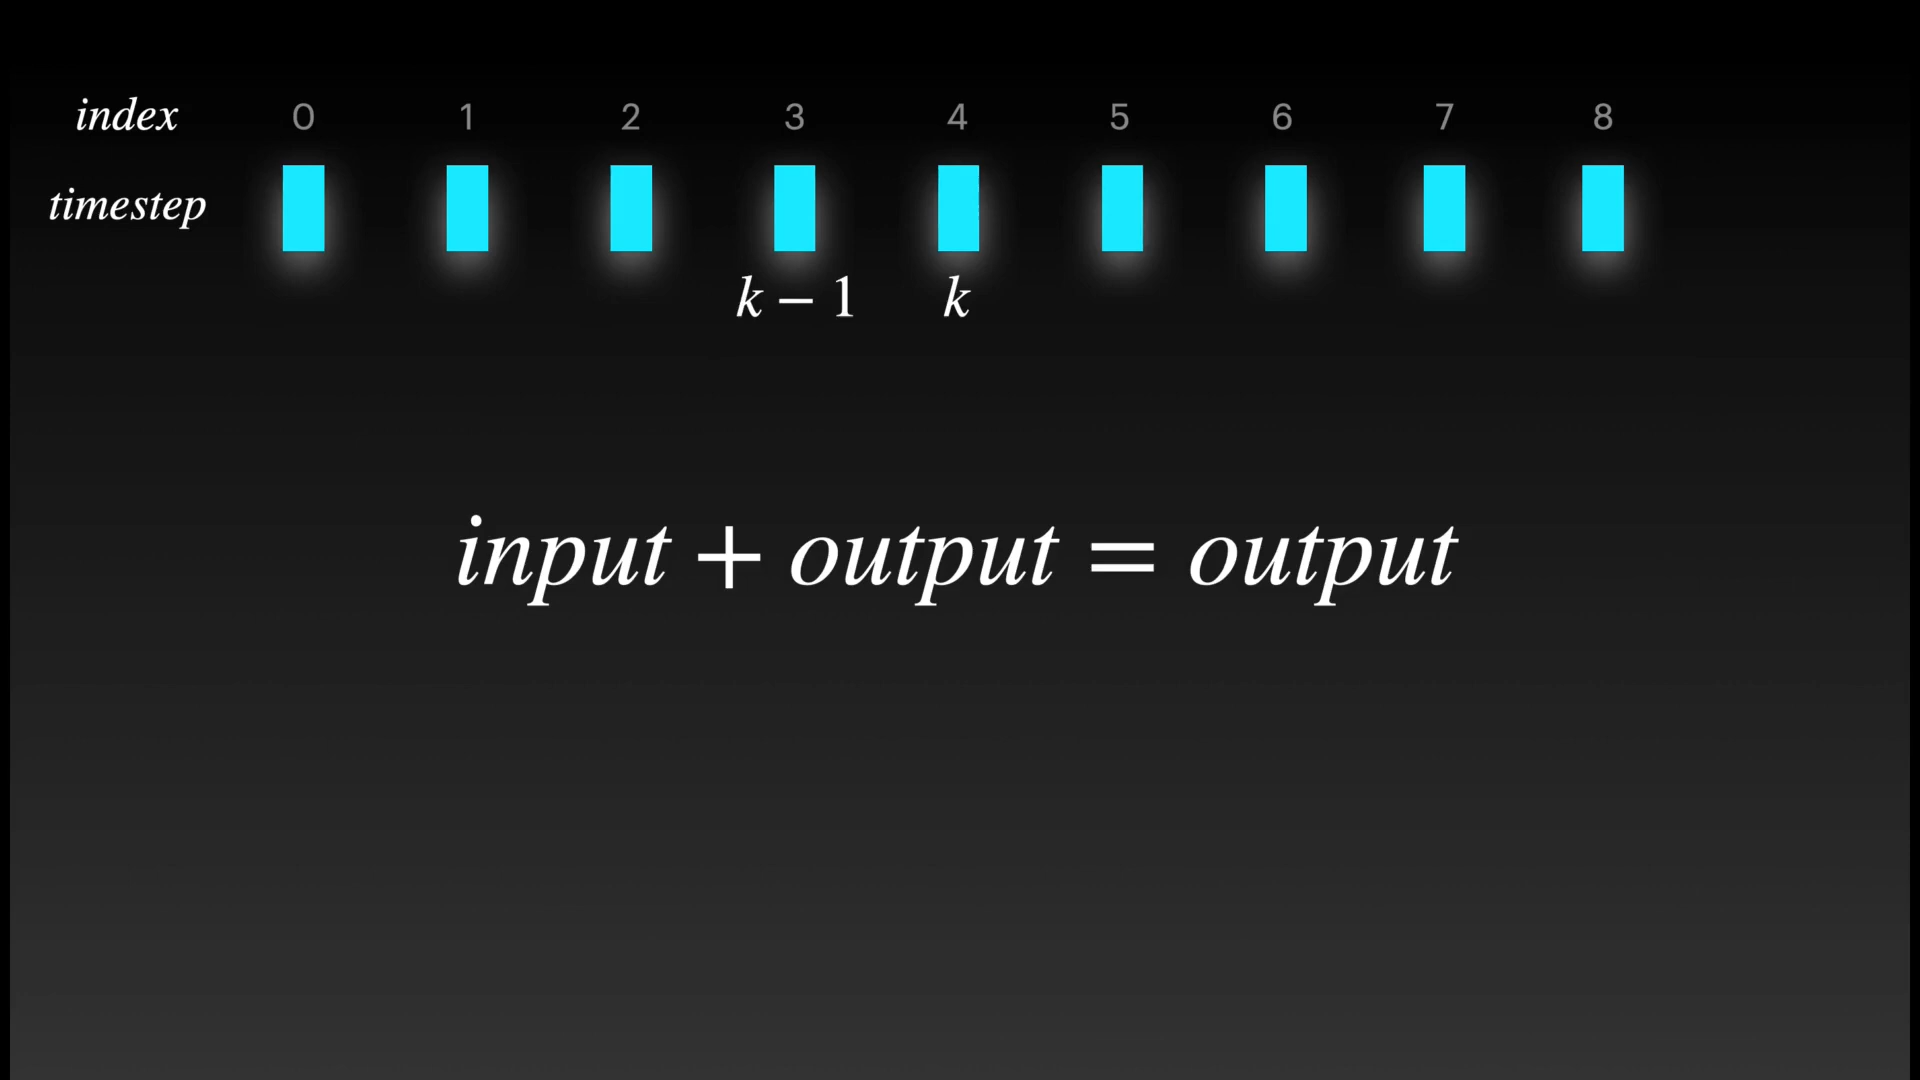 index 0 1 2 3 4 5 6 7 8
timestep
k − 1 k
input + output = output